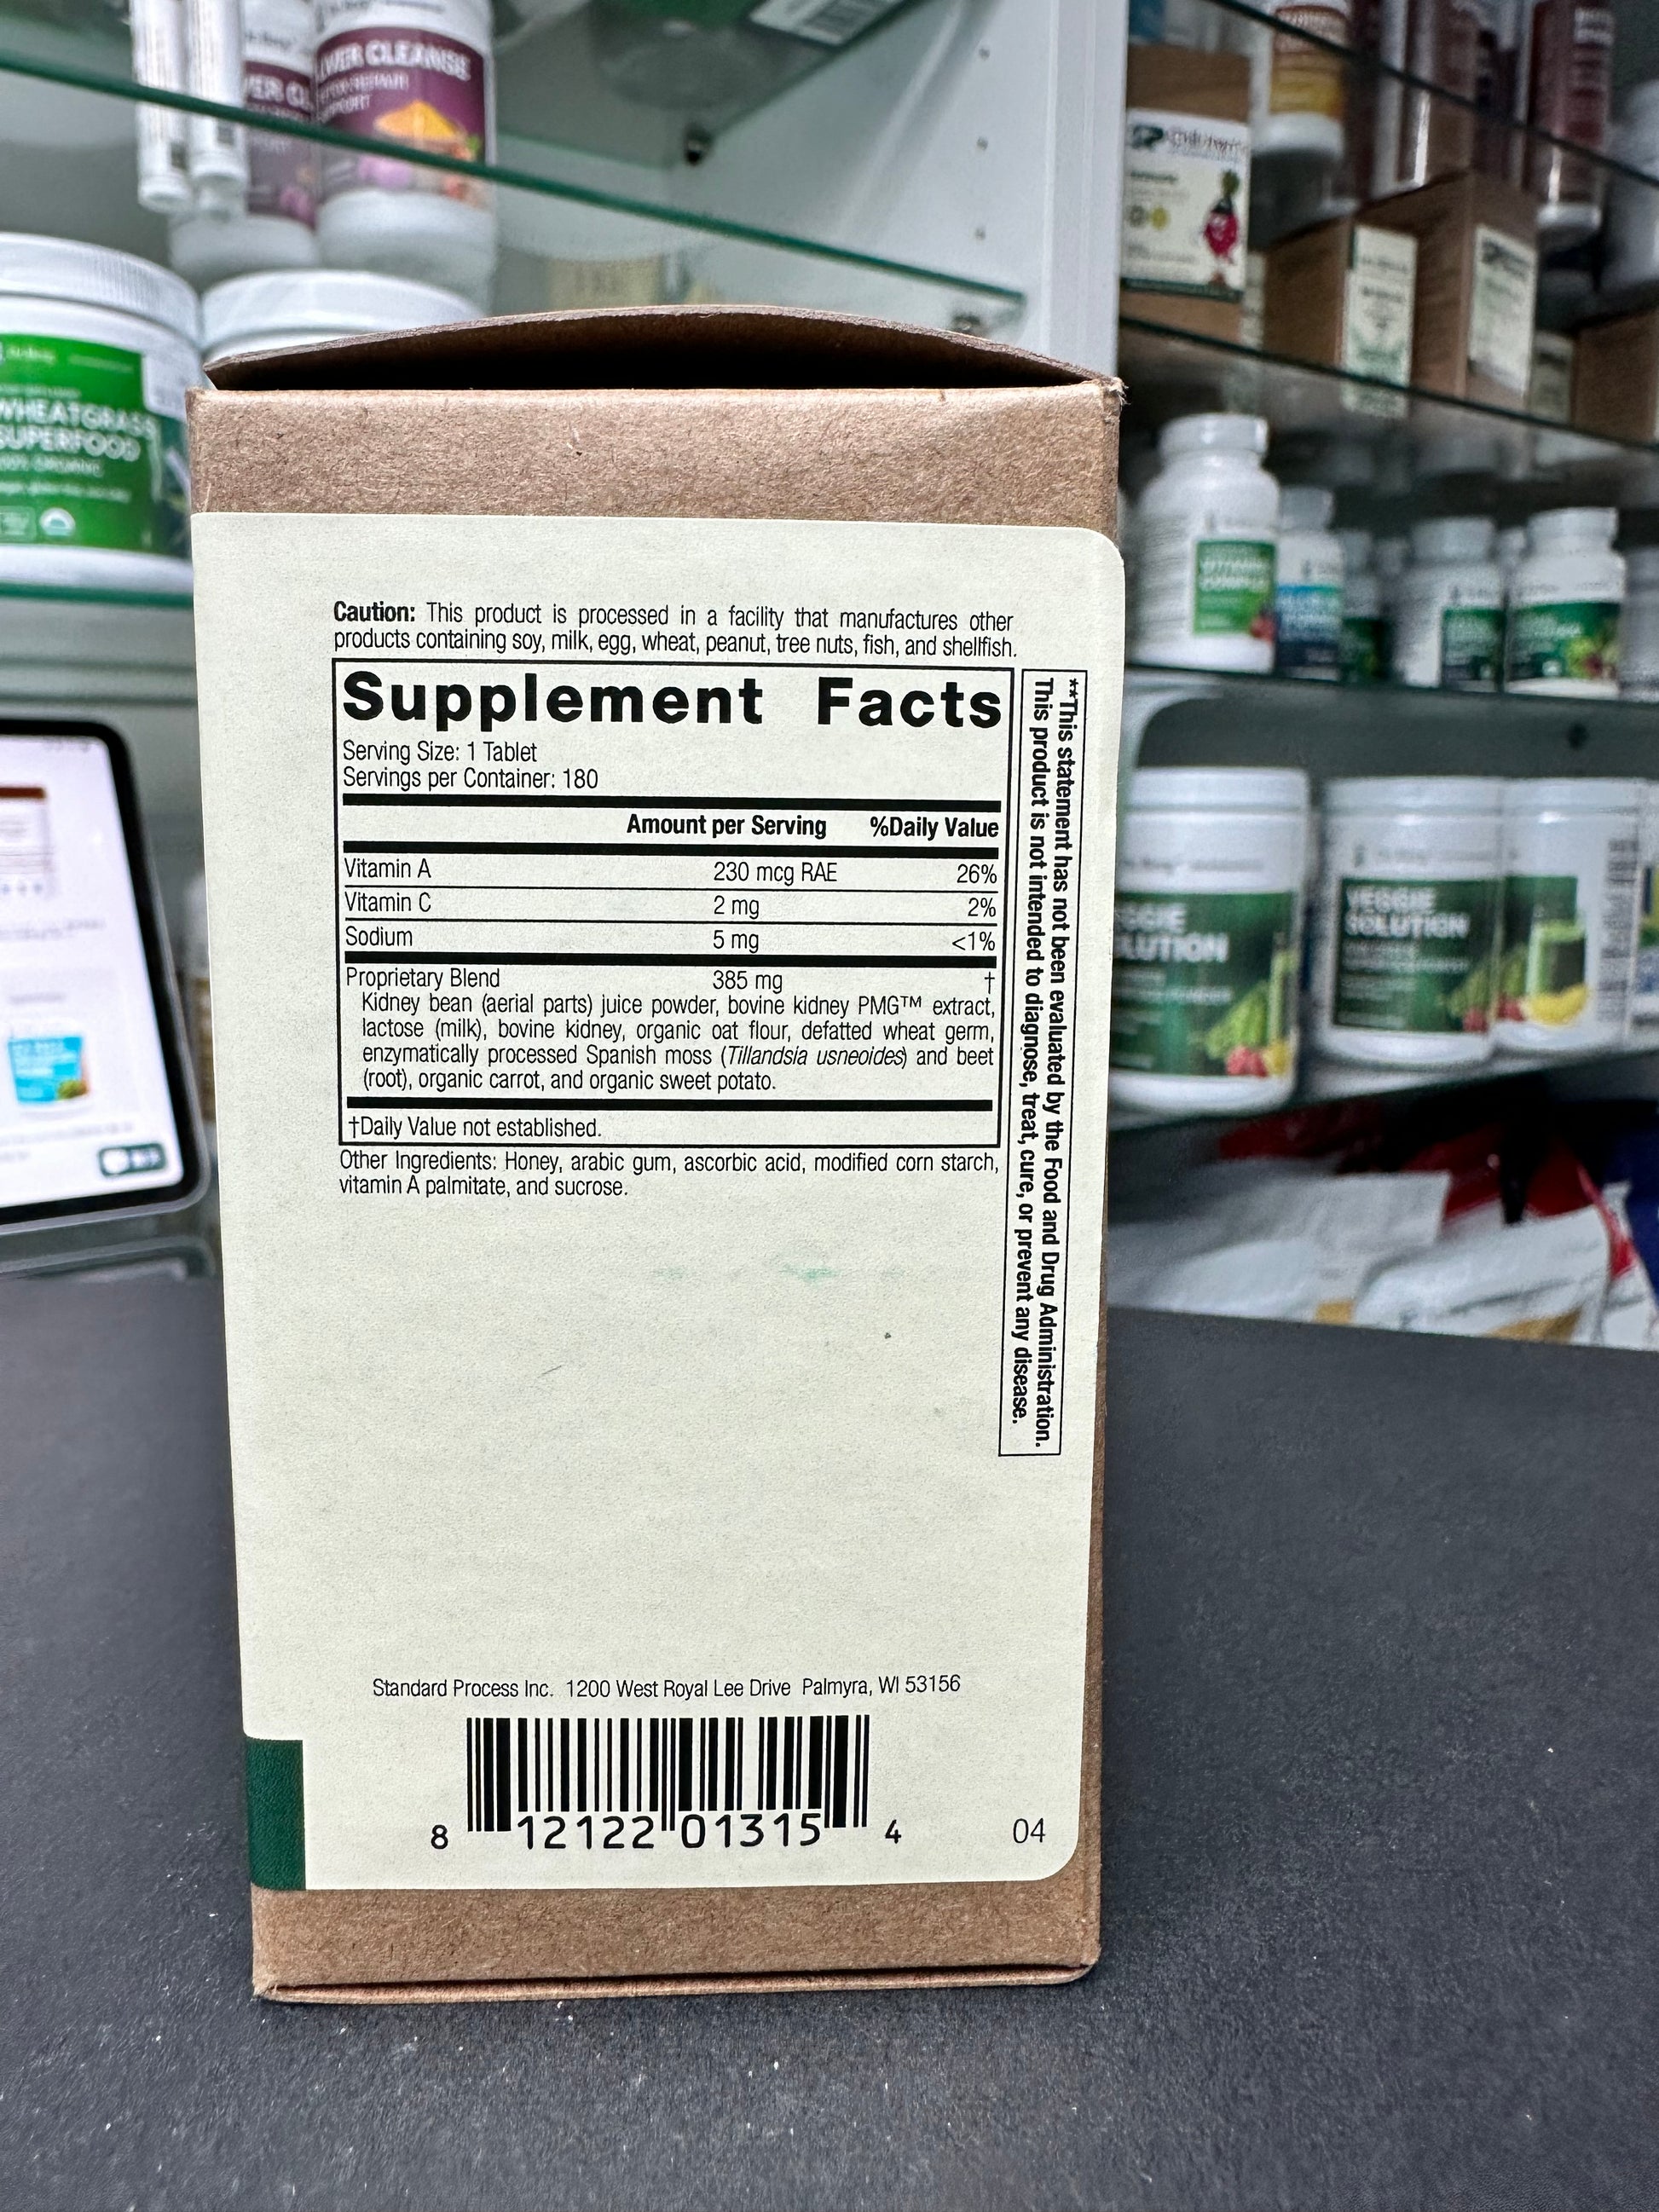 LIVER CLEANSE
WHEATGRASS
SUPERFOOD
Caution: This product is processed in a facility that manufactures other
products containing soy, milk, egg, wheat, peanut, tree nuts, fish, and shellfish.
Supplement Facts
Serving Size: 1 Tablet
Servings per Container: 180
Amount per Serving %Daily Value
Vitamin A 230 mcg RAE 26%
Vitamin C 2 mg 2%
Sodium 5 mg <1%
Proprietary Blend 385 mg †
Kidney bean (aerial parts) juice powder, bovine kidney PMG™ extract,
lactose (milk), bovine kidney, organic oat flour, defatted wheat germ,
enzymatically processed Spanish moss (Tillandsia usneoides) and beet
(root), organic carrot, and organic sweet potato.
†Daily Value not established.
Other Ingredients: Honey, arabic gum, ascorbic acid, modified corn starch,
vitamin A palmitate, and sucrose.
**This statement has not been evaluated by the Food and Drug Administration.
This product is not intended to diagnose, treat, cure, or prevent any disease.
Standard Process Inc. 1200 West Royal Lee Drive Palmyra, WI 53156
8 12122 01315 4
04
VEGGIE
SOLUTION